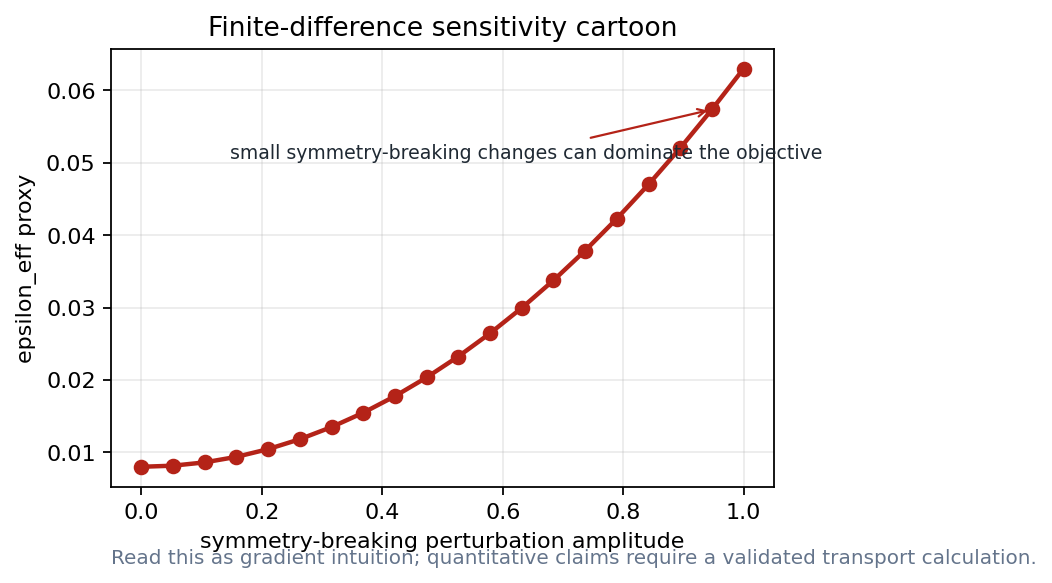 Finite-difference sensitivity cartoon
0.06
0.05
0.04
0.03
0.02
0.01
epsilon_eff proxy
small symmetry-breaking changes can dominate the objective
0.0 0.2 0.4 0.6 0.8 1.0
symmetry-breaking perturbation amplitude
Read this as gradient intuition; quantitative claims require a validated transport calculation.